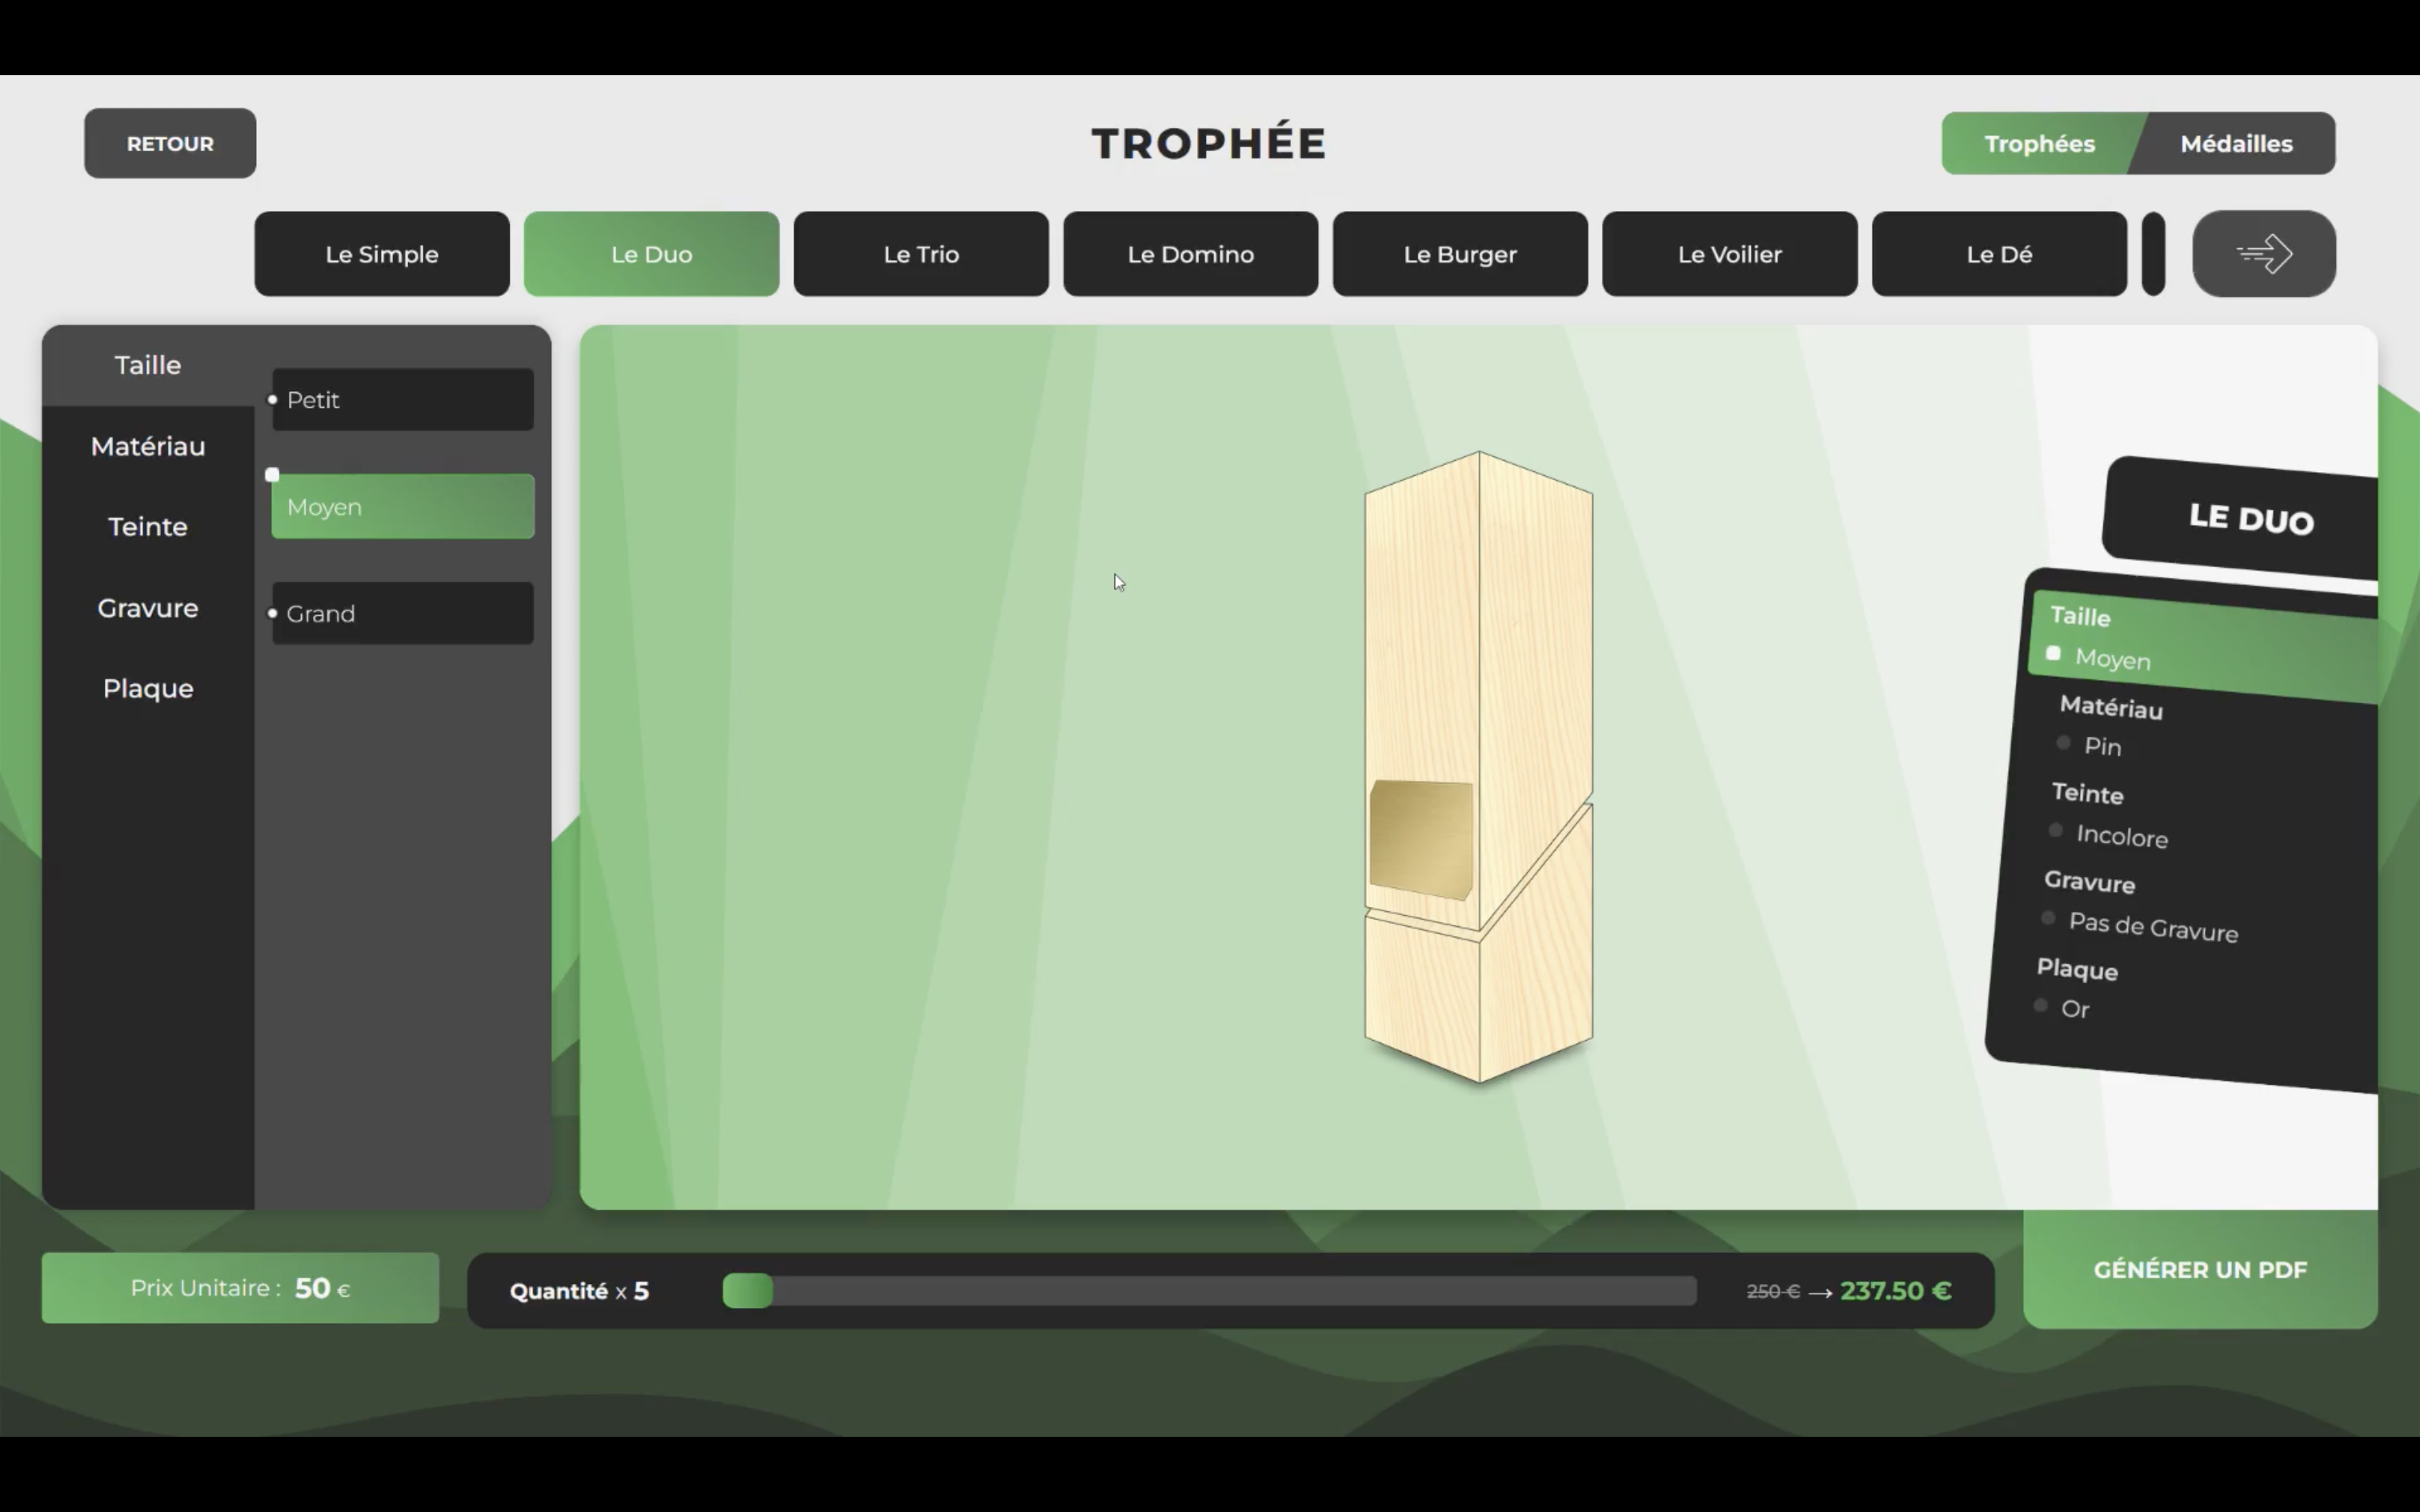 RETOUR
TROPHÉE
Trophées
Médailles
Le Simple
Le Duo
Le Trio
Le Domino
Le Burger
Le Voilier
Le Dé
Taille
Matériau
Teinte
Gravure
Plaque
Petit
Moyen
Grand
LE DUO
Taille
Moyen
Matériau
Pin
Teinte
Incolore
Gravure
Pas de Gravure
Plaque
Or
Prix Unitaire : 50 €
Quantité x 5
250 € → 237.50 €
GÉNÉRER UN PDF